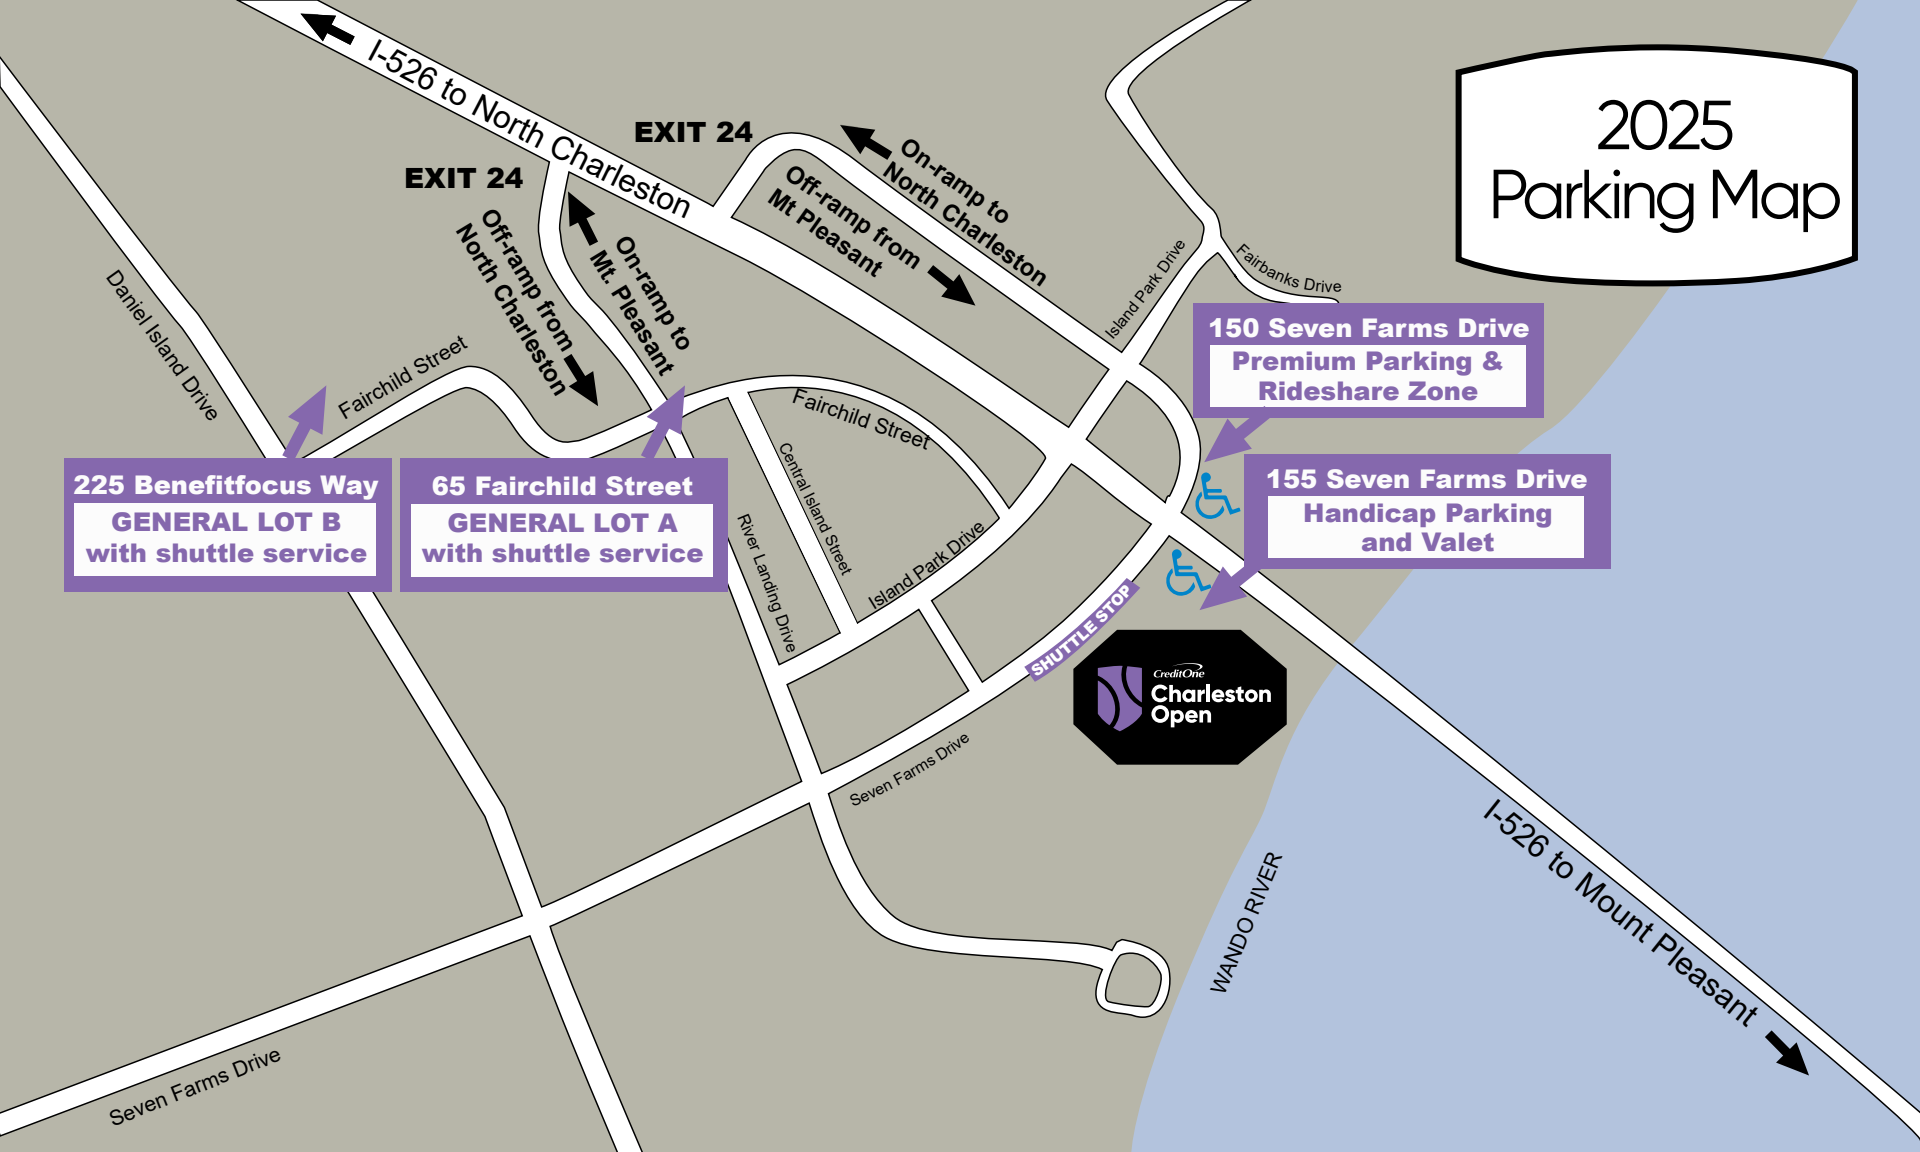 2025
Parking Map
I-526 to North Charleston
EXIT 24
EXIT 24
On-ramp to
North Charleston
Off-ramp from
Mt Pleasant
Off-ramp from
North Charleston
On-ramp to
Mt. Pleasant
Island Park Drive
Fairbanks Drive
Daniel Island Drive
Fairchild Street
Fairchild Street
150 Seven Farms Drive
Premium Parking &
Rideshare Zone
225 Benefitfocus Way
GENERAL LOT B
with shuttle service
65 Fairchild Street
GENERAL LOT A
with shuttle service
155 Seven Farms Drive
Handicap Parking
and Valet
Central Island Street
River Landing Drive
Island Park Drive
SHUTTLE STOP
CreditOne
Charleston
Open
Seven Farms Drive
WANDO RIVER
I-526 to Mount Pleasant
Seven Farms Drive